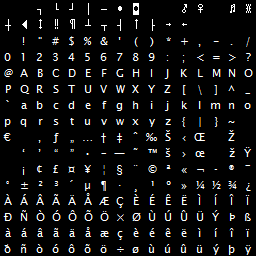 ┐ └ ┘ │ ─ • ◘ ♂ ♀ ♬ ※
┼ ◀ ↕ ‼ ¶ ┴ ┬ ┤ ↑ ├ → ←
! " # $ % & ' ( ) * + , - . /
0 1 2 3 4 5 6 7 8 9 : ; < = > ?
@ A B C D E F G H I J K L M N O
P Q R S T U V W X Y Z [ \ ] ^ _
` a b c d e f g h i j k l m n o
p q r s t u v w x y z { | } ~
€ ‚ ƒ „ … † ‡ ˆ ‰ Š ‹ Œ Ž
‘ ’ “ ” • – — ˜ ™ š › œ ž Ÿ
¡ ¢ £ ¤ ¥ ¦ § ¨ © ª « ¬ - ® ¯
° ± ² ³ ´ µ ¶ · ¸ ¹ º » ¼ ½ ¾ ¿
À Á Â Ã Ä Å Æ Ç È É Ê Ë Ì Í Î Ï
Ð Ñ Ò Ó Ô Õ Ö × Ø Ù Ú Û Ü Ý Þ ß
à á â ã ä å æ ç è é ê ë ì í î ï
ð ñ ò ó ô õ ö ÷ ø ù ú û ü ý þ ÿ